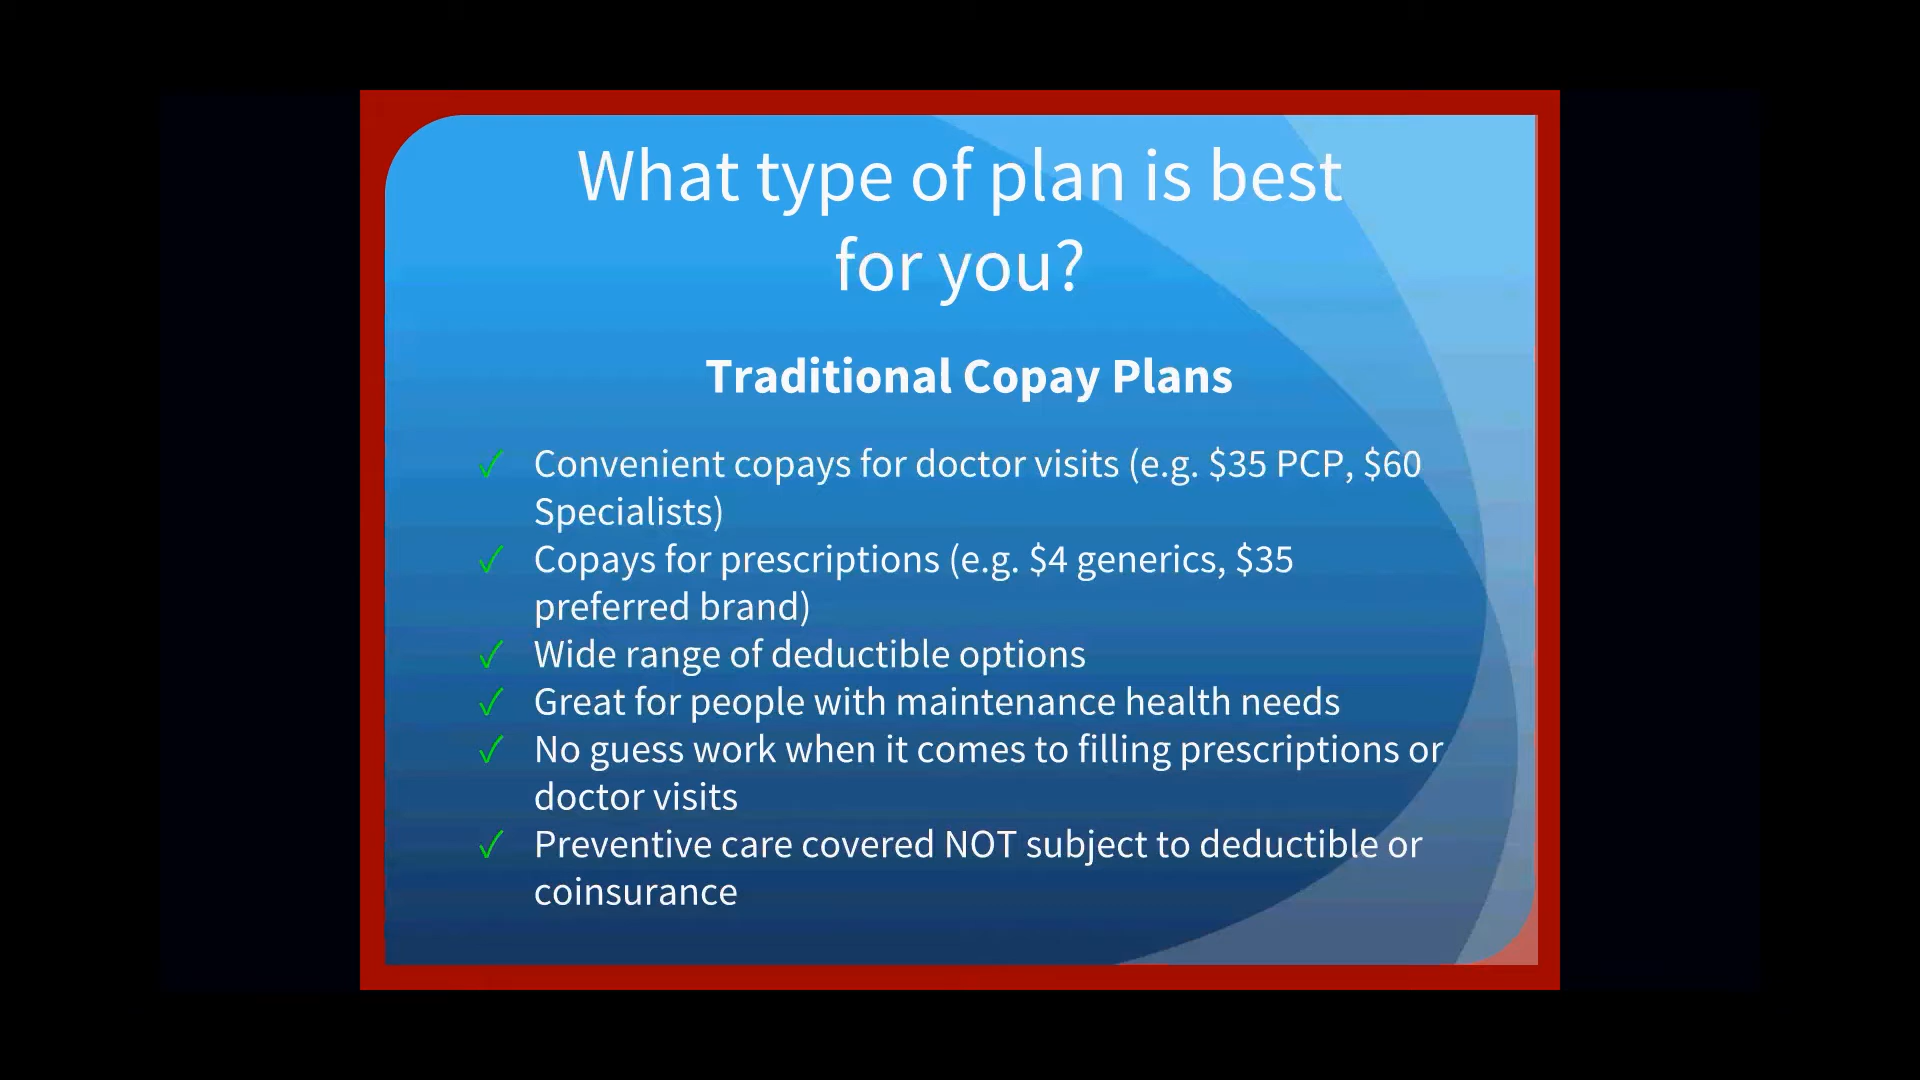 What type of plan is best
for you?
Traditional Copay Plans
✓ Convenient copays for doctor visits (e.g. $35 PCP, $60
Specialists)
✓ Copays for prescriptions (e.g. $4 generics, $35
preferred brand)
✓ Wide range of deductible options
✓ Great for people with maintenance health needs
✓ No guess work when it comes to filling prescriptions or
doctor visits
✓ Preventive care covered NOT subject to deductible or
coinsurance